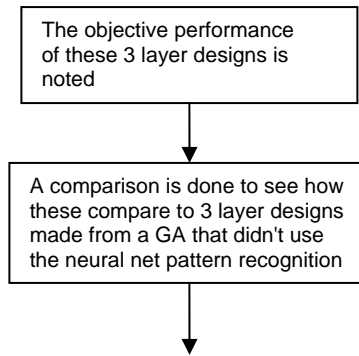 The objective performance
of these 3 layer designs is
noted
A comparison is done to see how
these compare to 3 layer designs
made from a GA that didn't use
the neural net pattern recognition